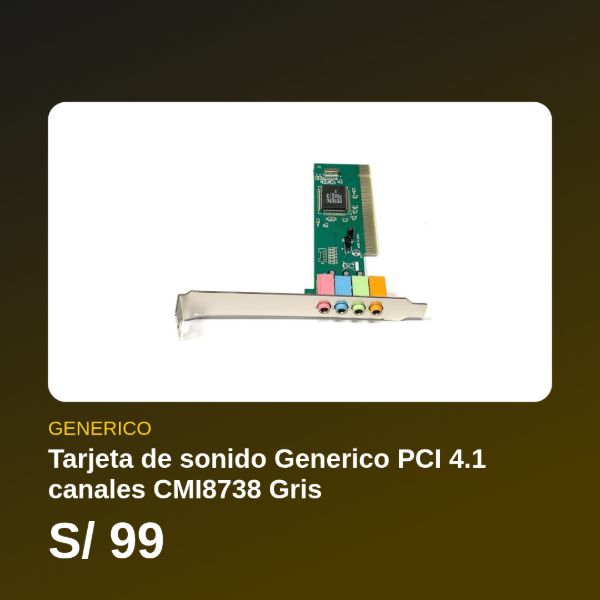 GENERICO
Tarjeta de sonido Generico PCI 4.1
canales CMI8738 Gris
S/ 99